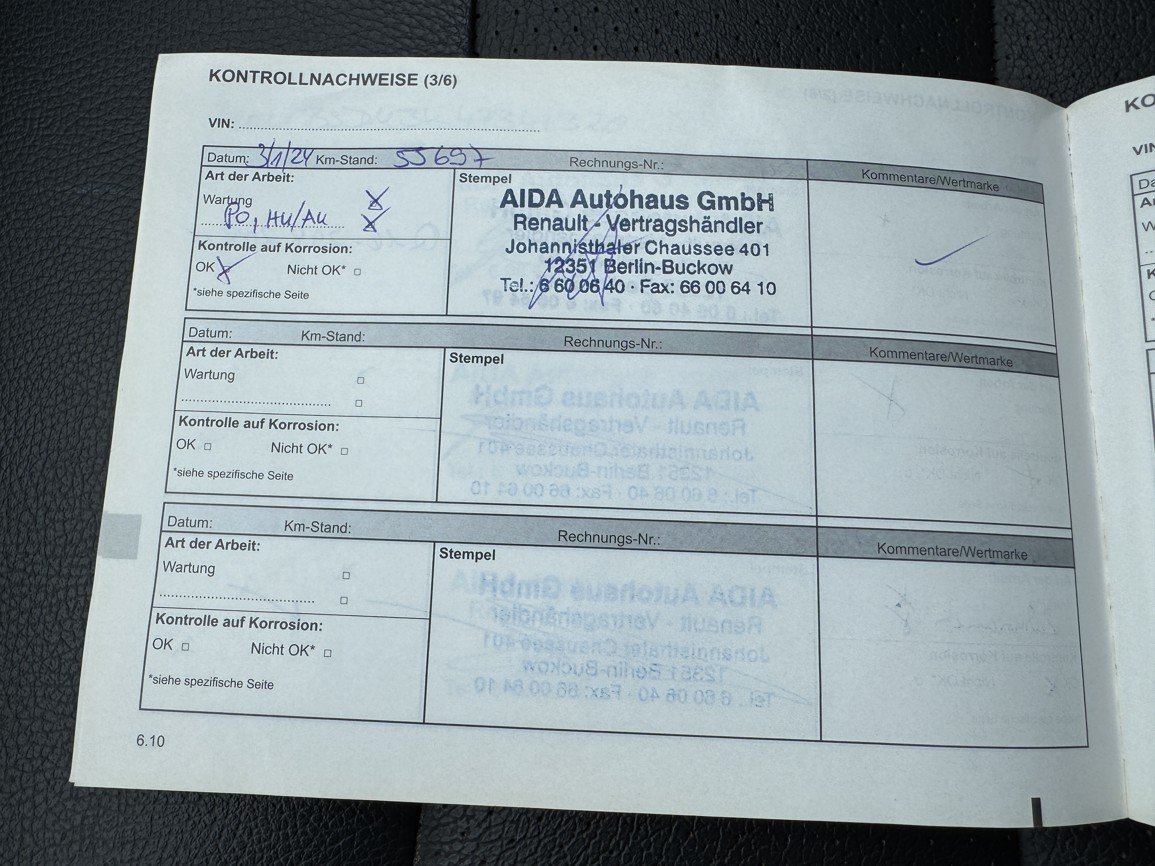 KONTROLLNACHWEISE (3/6)
VIN:
Datum: 3/1/24 Km-Stand: 55697 Rechnungs-Nr.: Kommentare/Wertmarke
Art der Arbeit:
Wartung X
PO, HU/AU X
Kontrolle auf Korrosion:
OK X Nicht OK* □
*siehe spezifische Seite
Stempel
AIDA Autohaus GmbH
Renault - Vertragshändler
Johannisthaler Chaussee 401
12351 Berlin-Buckow
Tel.: 6 60 06 40 · Fax: 66 00 64 10
Datum: Km-Stand: Rechnungs-Nr.: Kommentare/Wertmarke
Art der Arbeit:
Wartung □
□
Kontrolle auf Korrosion:
OK □ Nicht OK* □
*siehe spezifische Seite
Stempel
Datum: Km-Stand: Rechnungs-Nr.: Kommentare/Wertmarke
Art der Arbeit:
Wartung □
□
Kontrolle auf Korrosion:
OK □ Nicht OK* □
*siehe spezifische Seite
Stempel
6.10